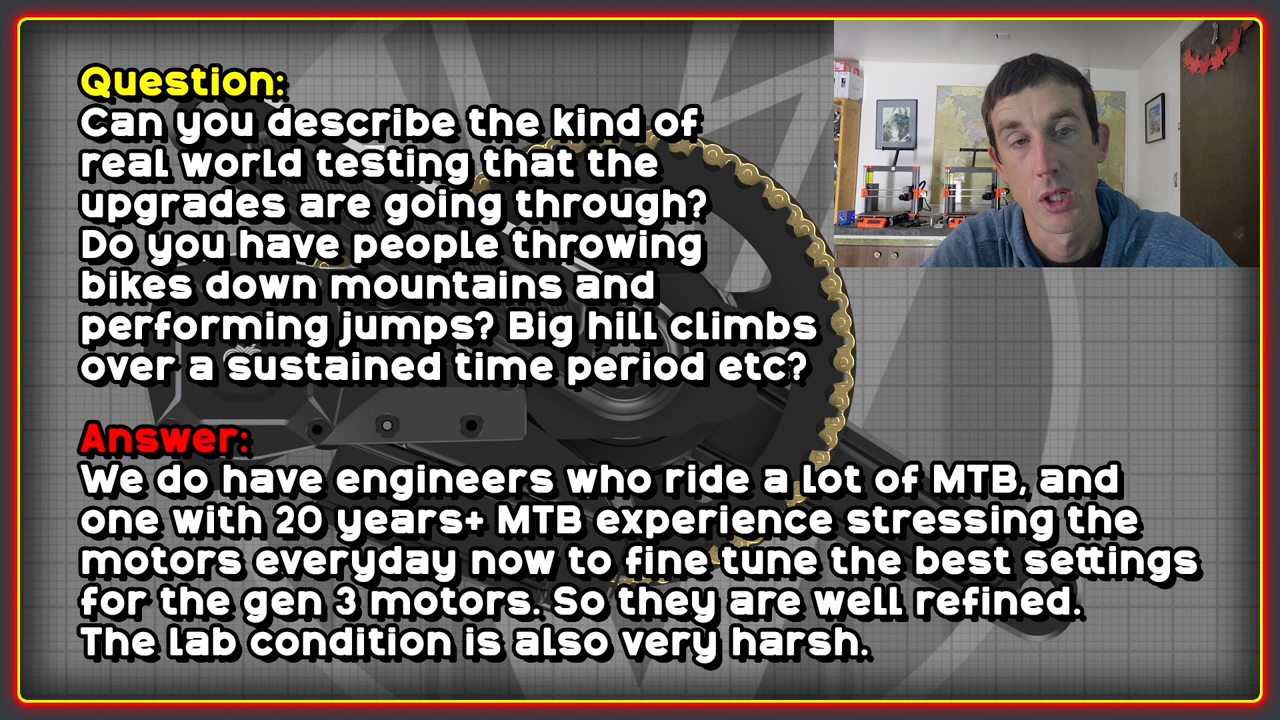 Question:
Can you describe the kind of
real world testing that the
upgrades are going through?
Do you have people throwing
bikes down mountains and
performing jumps? Big hill climbs
over a sustained time period etc?
Answer:
We do have engineers who ride a lot of MTB, and
one with 20 years+ MTB experience stressing the
motors everyday now to fine tune the best settings
for the gen 3 motors. So they are well refined.
The lab condition is also very harsh.